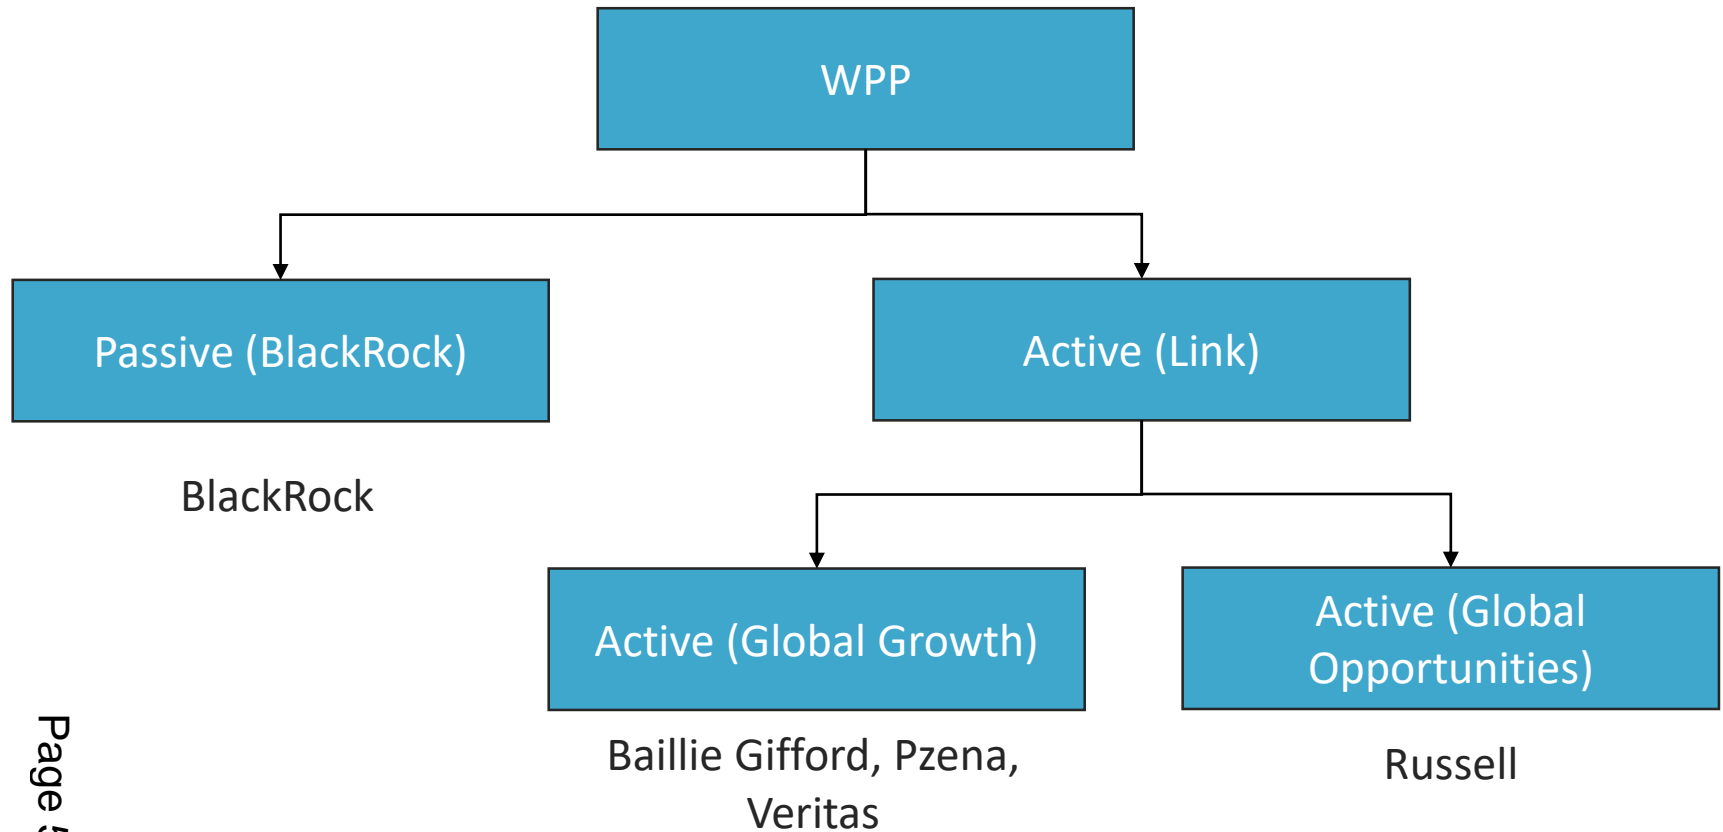 WPP
Passive (BlackRock)
Active (Link)
BlackRock
Active (Global Growth)
Active (Global
Opportunities)
Baillie Gifford, Pzena,
Veritas
Russell
Page